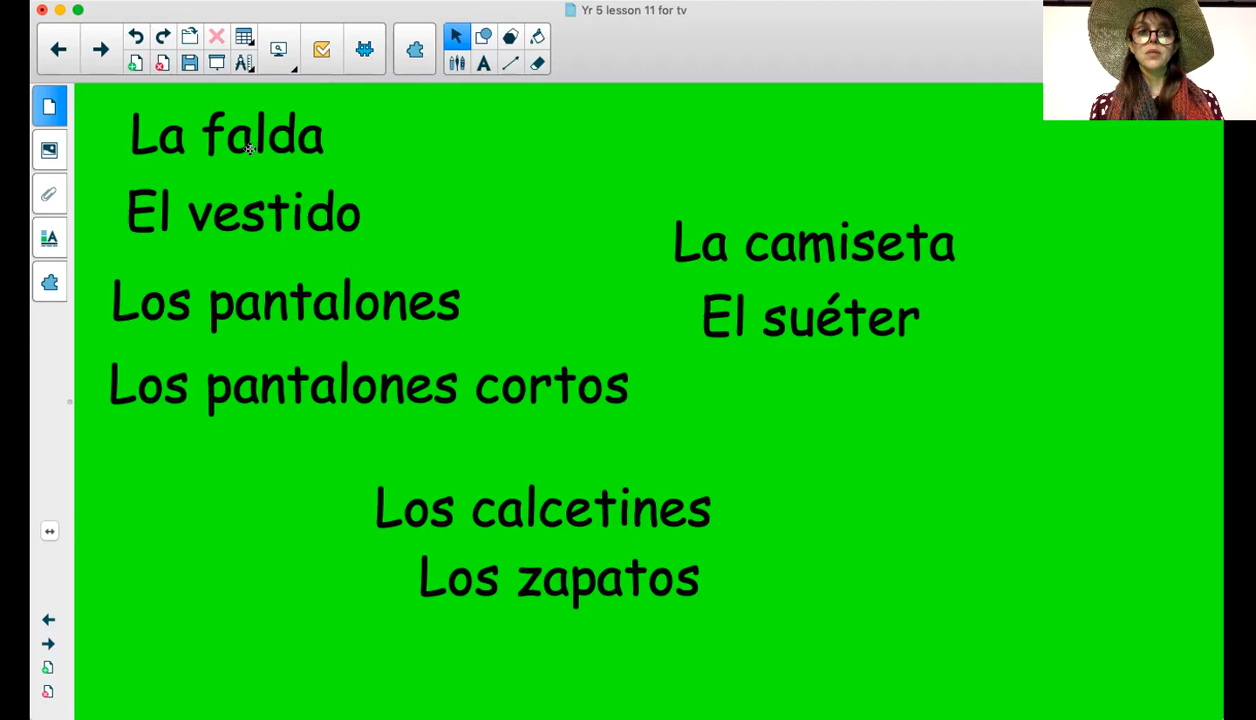 Yr 5 lesson 11 for tv
La falda
El vestido
Los pantalones
Los pantalones cortos
La camiseta
El suéter
Los calcetines
Los zapatos